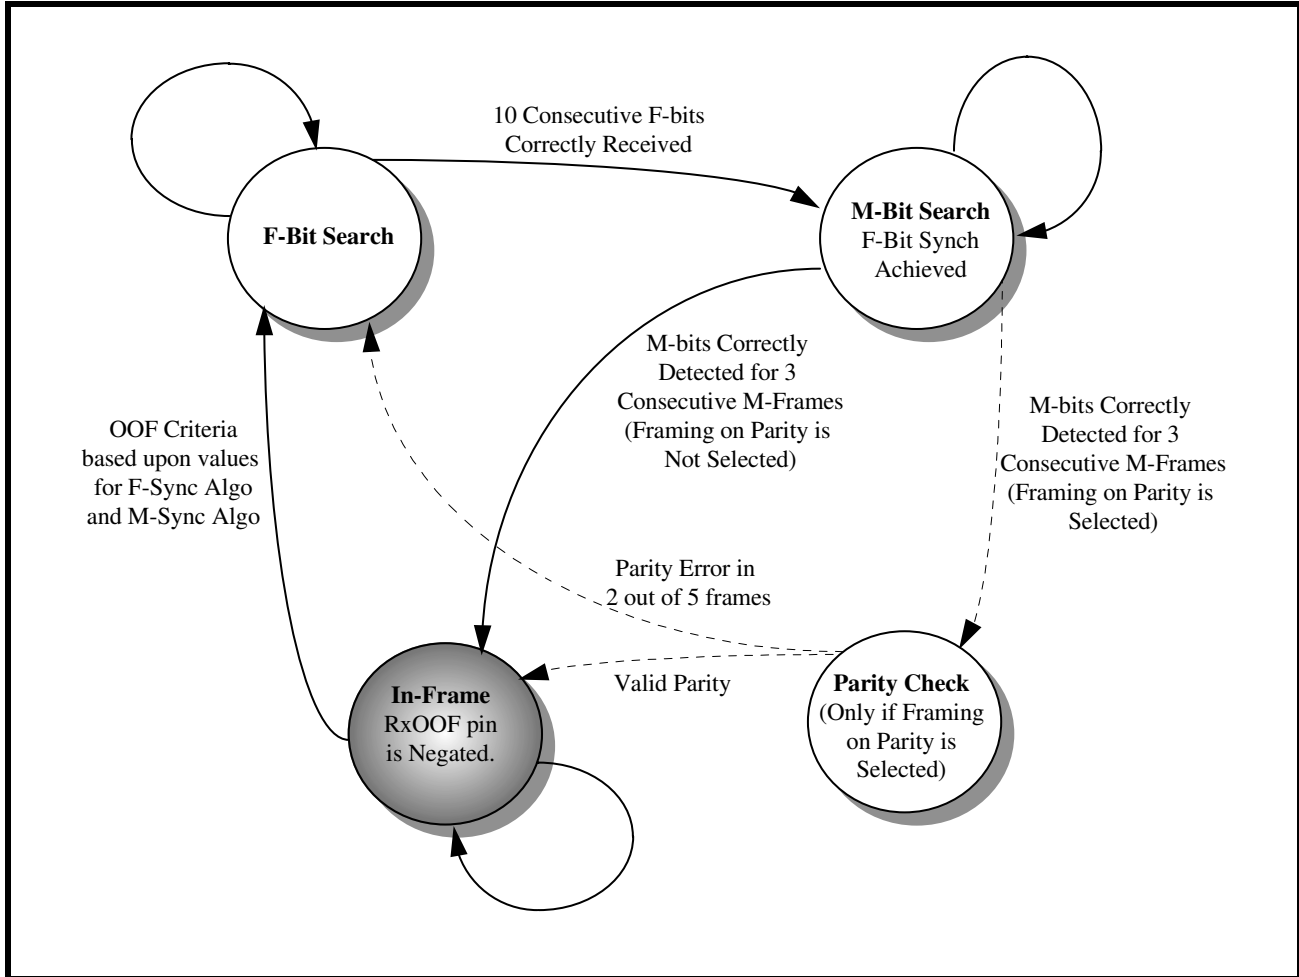 10 Consecutive F-bits
Correctly Received
F-Bit Search
M-Bit Search
F-Bit Synch
Achieved
M-bits Correctly
Detected for 3
Consecutive M-Frames
(Framing on Parity is
Not Selected)
M-bits Correctly
Detected for 3
Consecutive M-Frames
(Framing on Parity is
Selected)
OOF Criteria
based upon values
for F-Sync Algo
and M-Sync Algo
Parity Error in
2 out of 5 frames
Valid Parity
In-Frame
RxOOF pin
is Negated.
Parity Check
(Only if Framing
on Parity is
Selected)